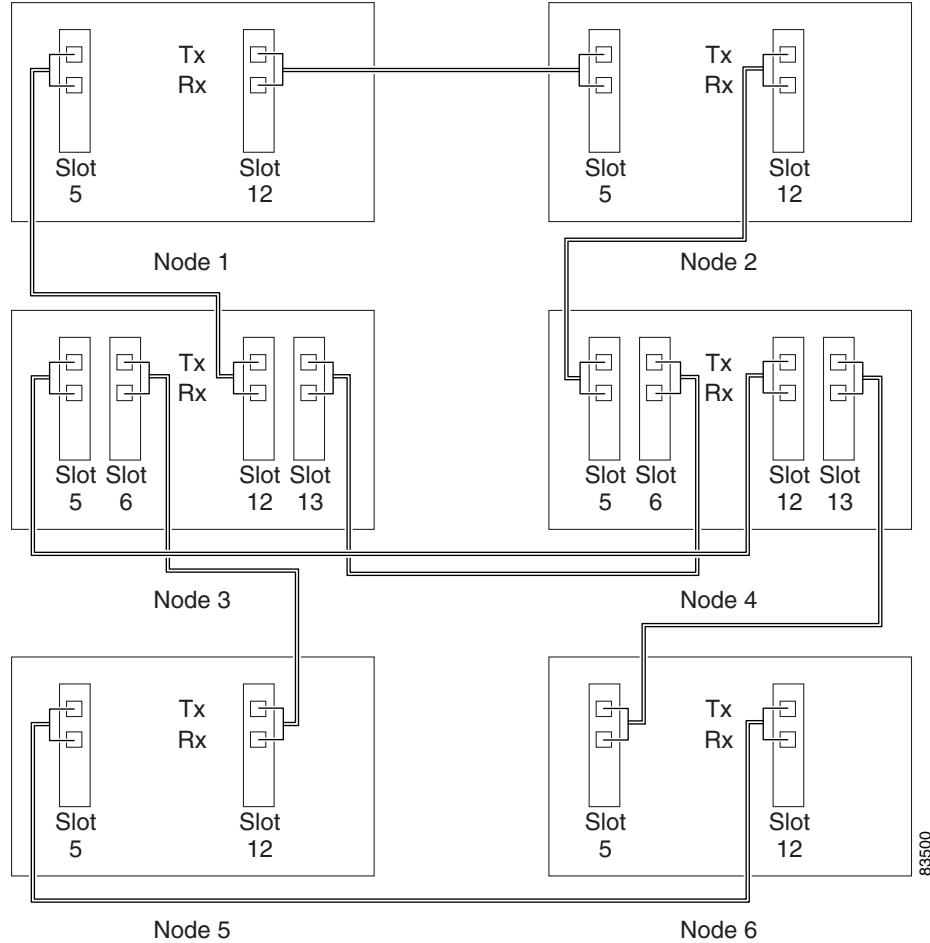 Tx Tx
Rx Rx
Slot Slot Slot Slot
5 12 5 12
Node 1 Node 2
Tx Tx
Rx Rx
Slot Slot Slot Slot Slot Slot Slot Slot
5 6 12 13 5 6 12 13
Node 3 Node 4
Tx Tx
Rx Rx
Slot Slot Slot Slot
5 12 5 12
83500
Node 5 Node 6